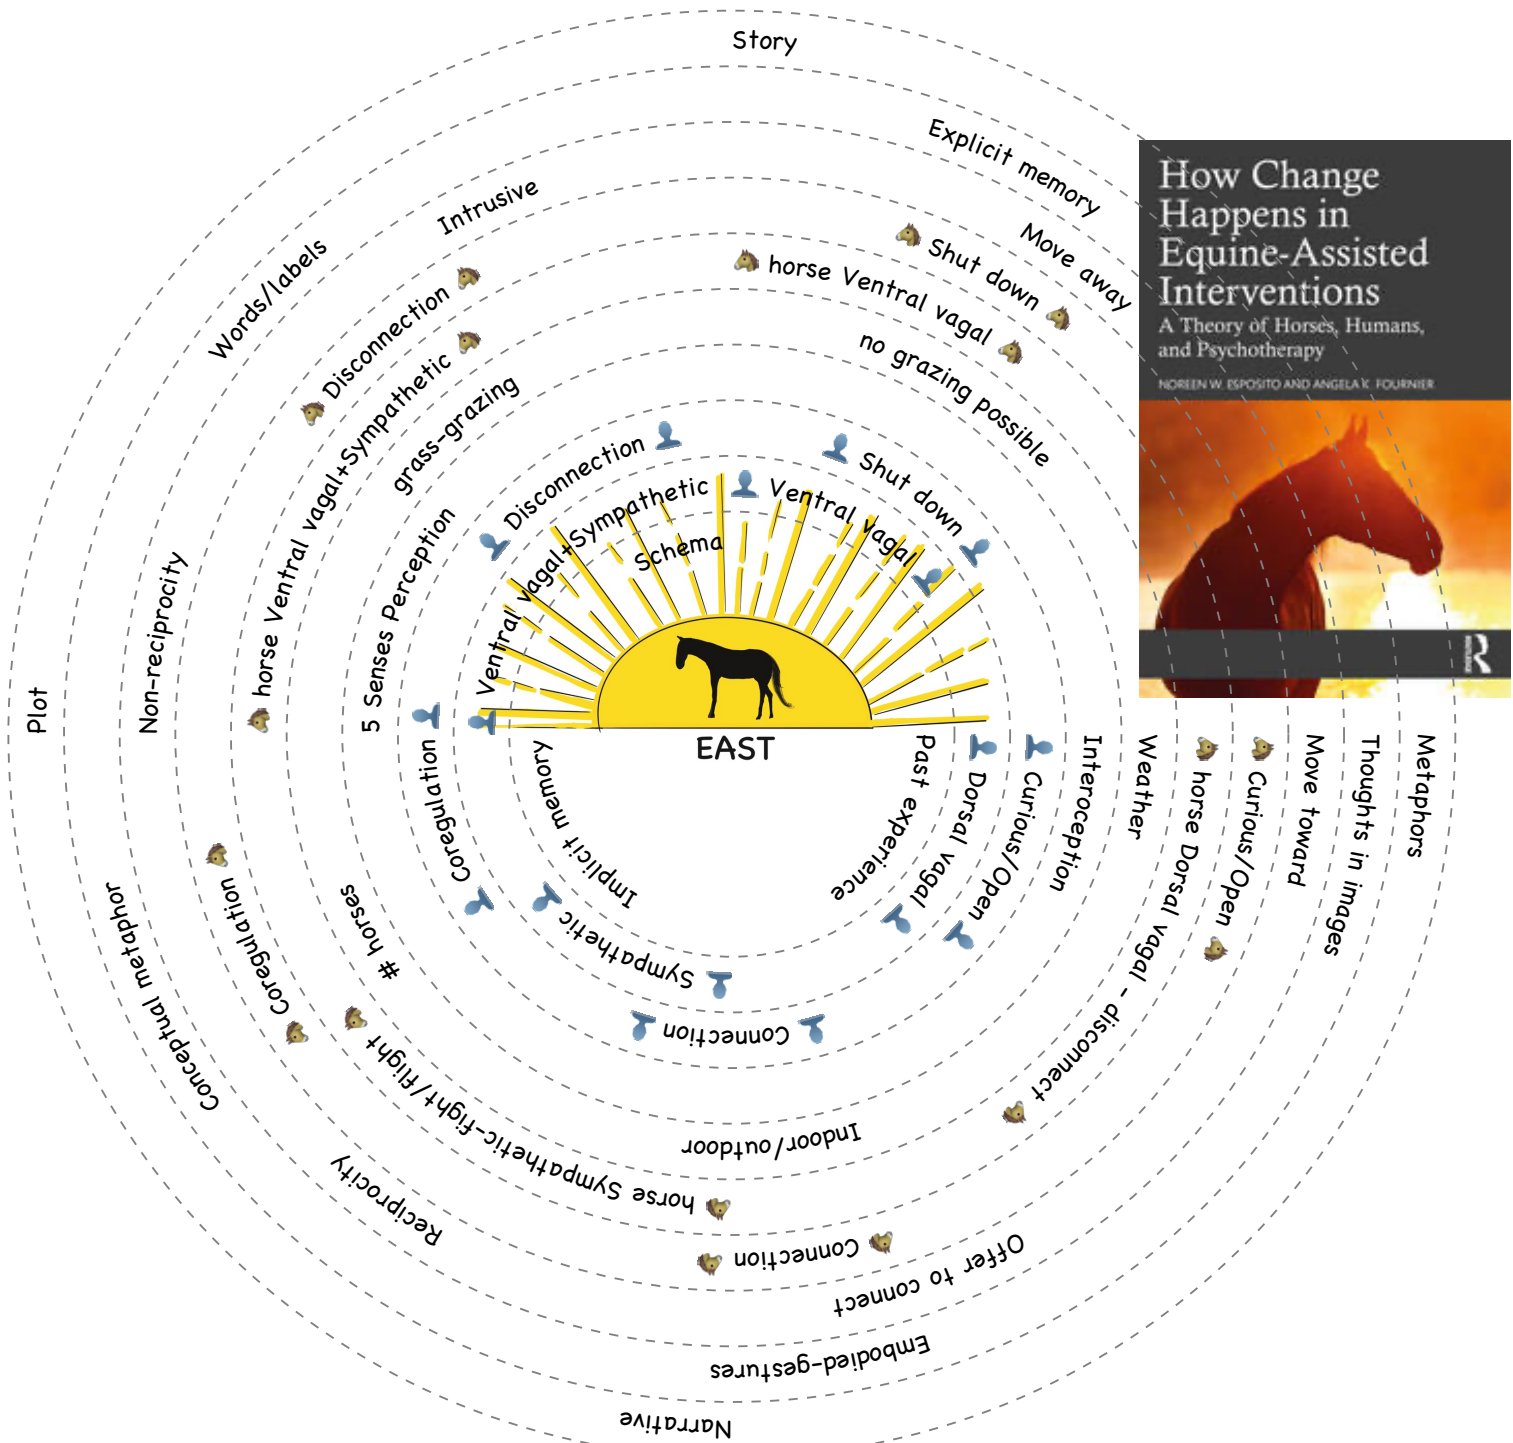 Story
Explicit memory
Intrusive
Words/labels
Move away
Shut down
horse Ventral vagal
Disconnection
horse Ventral vagal+Sympathetic
grass-grazing
no grazing possible
Disconnection
Shut down
Ventral vagal+Sympathetic
Ventral vagal
Schema
5 Senses Perception
Non-reciprocity
Plot
EAST
Implicit memory
Past experience
Coregulation
Sympathetic
Dorsal vagal
Connection
Curious/Open
Interoception
Weather
horse Dorsal vagal - disconnect
Curious/Open
Move toward
Thoughts in images
Metaphors
# horses
Coregulation
Conceptual metaphor
Indoor/outdoor
horse Sympathetic-fight/flight
Reciprocity
Connection
Offer to connect
Embodied-gestures
Narrative
How Change
Happens in
Equine-Assisted
Interventions
A Theory of Horses, Humans,
and Psychotherapy
NOREEN W. ESPOSITO AND ANGELA K. FOURNIER